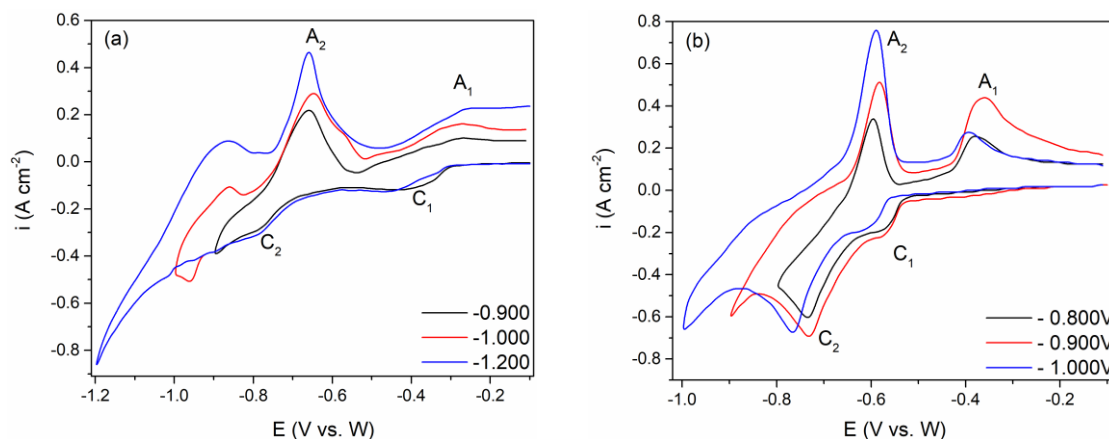 (a)
A₂
A₁
C₁
C₂
-0.900
-1.000
-1.200
0.6
0.4
0.2
0.0
-0.2
-0.4
-0.6
-0.8
i (A cm⁻²)
-1.2 -1.0 -0.8 -0.6 -0.4 -0.2
E (V vs. W)
(b)
A₂
A₁
C₁
C₂
- 0.800V
- 0.900V
- 1.000V
0.8
0.6
0.4
0.2
0.0
-0.2
-0.4
-0.6
-0.8
i (A cm⁻²)
-1.0 -0.8 -0.6 -0.4 -0.2
E (V vs. W)